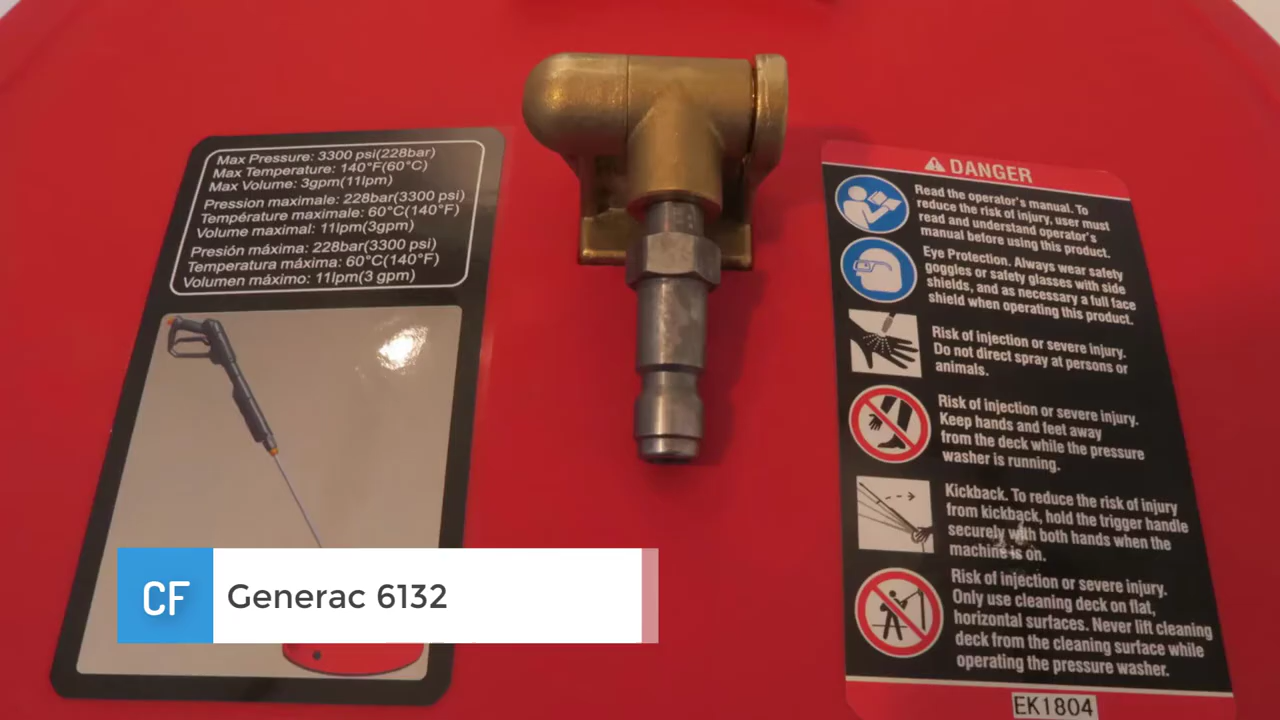 Max Pressure: 3300 psi(228bar)
Max Temperature: 140°F(60°C)
Max Volume: 3gpm(11lpm)
Pression maximale: 228bar(3300 psi)
Température maximale: 60°C(140°F)
Volume maximal: 11lpm(3gpm)
Presión máxima: 228bar(3300 psi)
Temperatura máxima: 60°C(140°F)
Volumen máximo: 11lpm(3 gpm)
DANGER
Read the operator's manual. To
reduce the risk of injury, user must
read and understand operator's
manual before using this product.
Eye Protection. Always wear safety
goggles or safety glasses with side
shields, and as necessary a full face
shield when operating this product.
Risk of injection or severe injury.
Do not direct spray at persons or
animals.
Risk of injection or severe injury.
Keep hands and feet away
from the deck while the pressure
washer is running.
Kickback. To reduce the risk of injury
from kickback, hold the trigger handle
securely with both hands when the
machine is on.
Risk of injection or severe injury.
Only use cleaning deck on flat,
horizontal surfaces. Never lift cleaning
deck from the cleaning surface while
operating the pressure washer.
EK1804
CF
Generac 6132